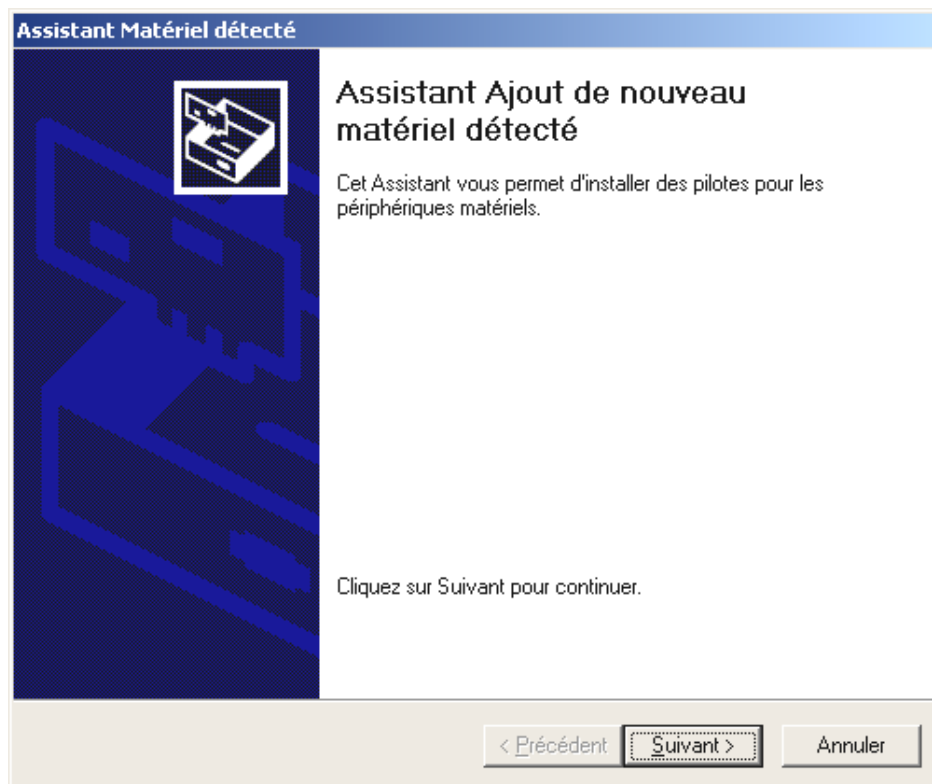 Assistant Matériel détecté
Assistant Ajout de nouveau
matériel détecté
Cet Assistant vous permet d'installer des pilotes pour les
périphériques matériels.
Cliquez sur Suivant pour continuer.
< Précédent
Suivant >
Annuler